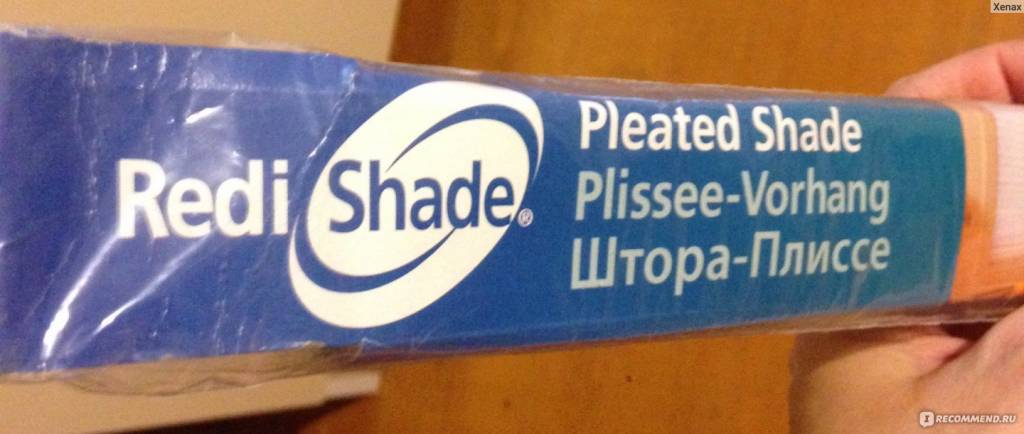 Xenax
Redi Shade®
Pleated Shade
Plissee-Vorhang
Штора-Плиссе
IRECOMMEND.RU